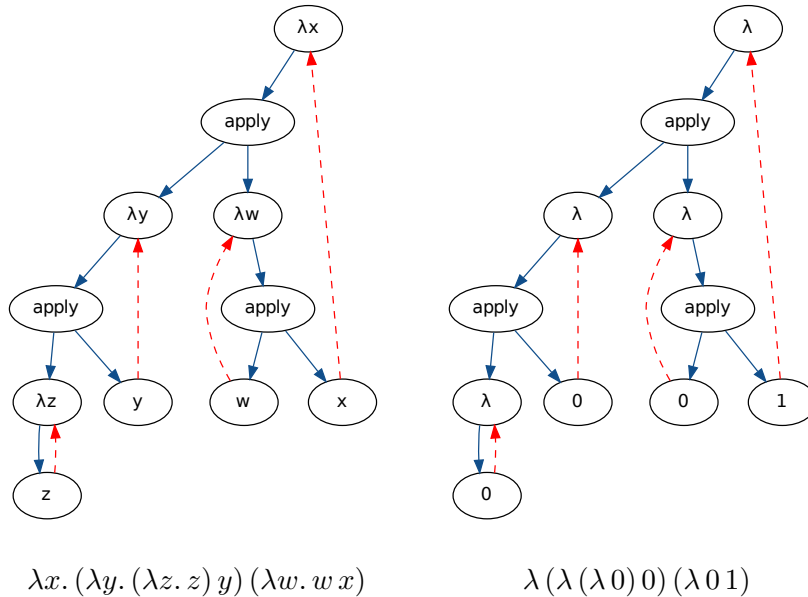 λx λ
apply apply
λy λw λ λ
apply apply apply apply
λz y w x λ 0 0 1
z 0
λx. (λy. (λz. z) y) (λw. w x) λ (λ (λ 0) 0) (λ 0 1)